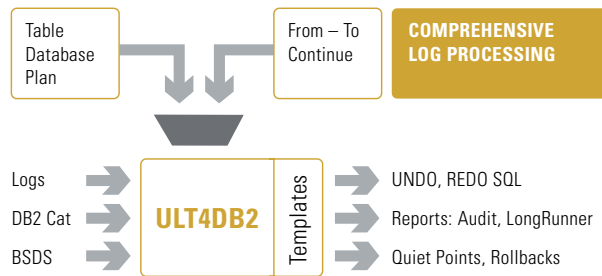 Table
Database
Plan
From – To
Continue
COMPREHENSIVE
LOG PROCESSING
Logs
DB2 Cat
BSDS
ULT4DB2
Templates
UNDO, REDO SQL
Reports: Audit, LongRunner
Quiet Points, Rollbacks